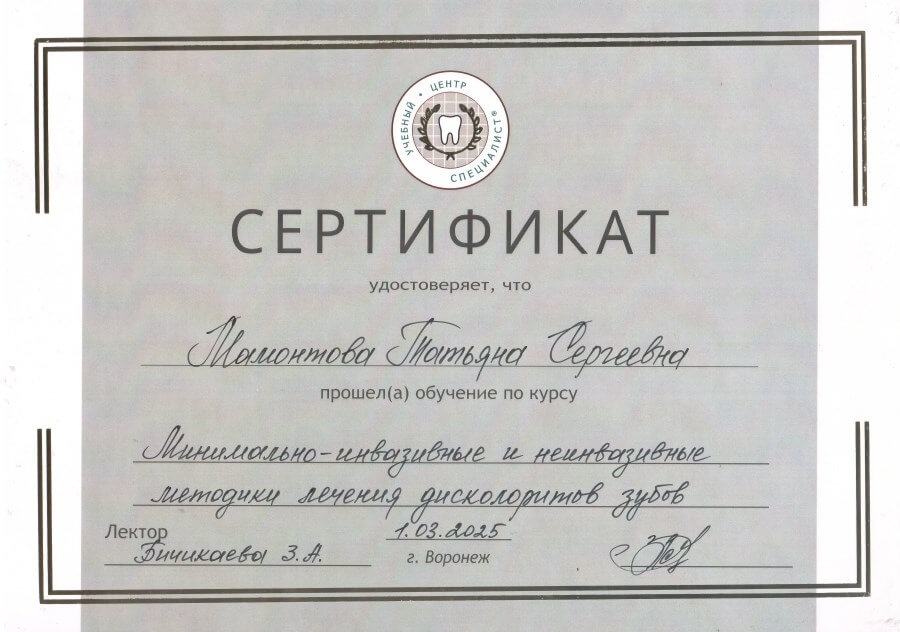 УЧЕБНЫЙ • ЦЕНТР
СПЕЦИАЛИСТ®
СЕРТИФИКАТ
удостоверяет, что
Мамонтова Татьяна Сергеевна
прошел(а) обучение по курсу
Минимально-инвазивные и неинвазивные
методики лечения дисколоритов зубов
Лектор
Бичикаева З.А.
1.03.2025
г. Воронеж